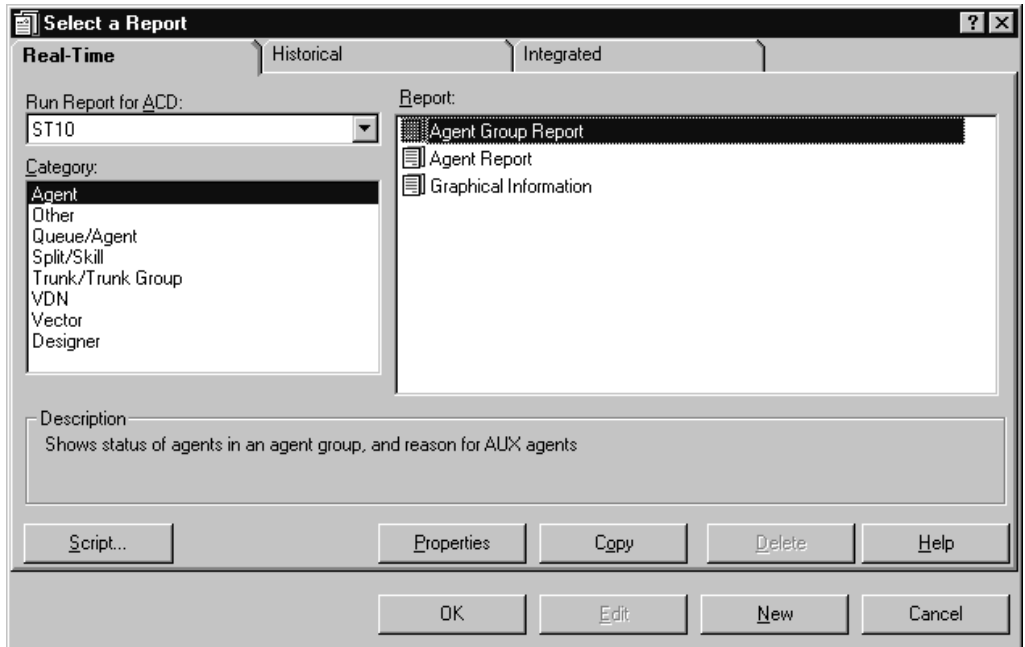 Select a Report
Real-Time
Historical
Integrated
Run Report for ACD:
ST10
Category:
Agent
Other
Queue/Agent
Split/Skill
Trunk/Trunk Group
VDN
Vector
Designer
Report:
Agent Group Report
Agent Report
Graphical Information
Description
Shows status of agents in an agent group, and reason for AUX agents
Script...
Properties
Copy
Delete
Help
OK
Edit
New
Cancel